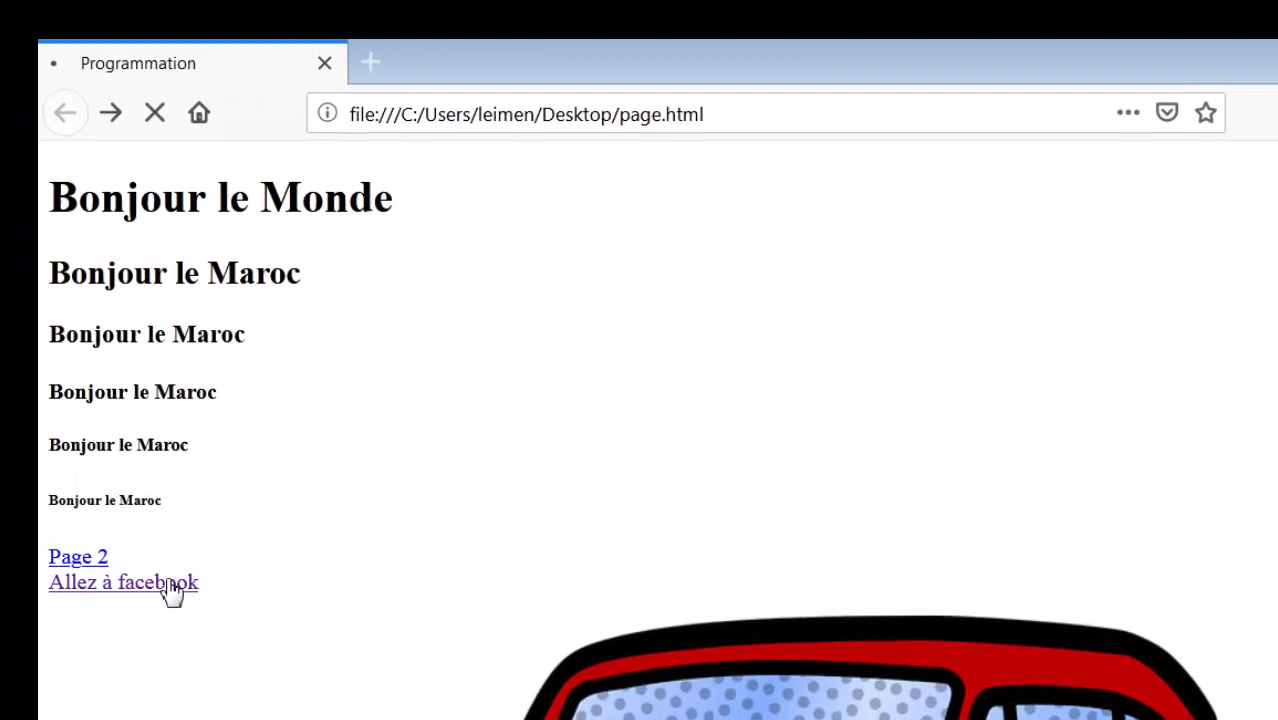 Programmation
file:///C:/Users/leimen/Desktop/page.html
Bonjour le Monde
Bonjour le Maroc
Bonjour le Maroc
Bonjour le Maroc
Bonjour le Maroc
Bonjour le Maroc
Page 2
Allez à facebook